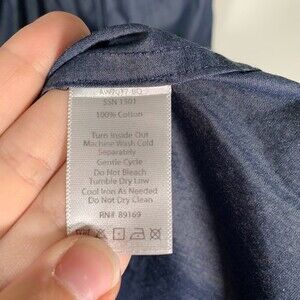 SSN 1501
100% Cotton
Turn Inside Out
Machine Wash Cold
Separately
Gentle Cycle
Do Not Bleach
Tumble Dry Low
Cool Iron As Needed
Do Not Dry Clean
RN# 89169